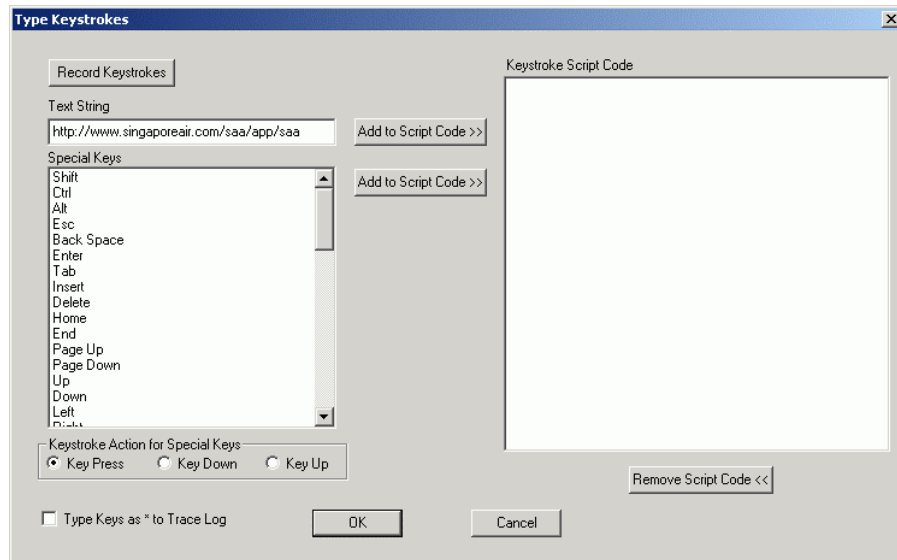 Type Keystrokes
Record Keystrokes
Text String
http://www.singaporeair.com/saa/app/saa
Add to Script Code >>
Special Keys
Shift
Ctrl
Alt
Esc
Back Space
Enter
Tab
Insert
Delete
Home
End
Page Up
Page Down
Up
Down
Left
Right
Add to Script Code >>
Keystroke Action for Special Keys
Key Press Key Down Key Up
Type Keys as * to Trace Log
Keystroke Script Code
Remove Script Code <<
OK
Cancel